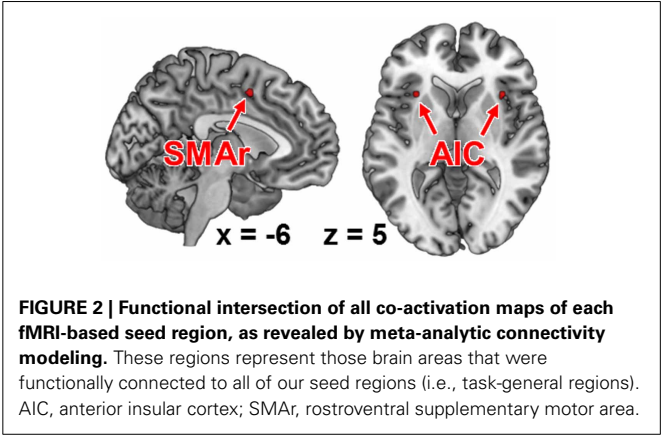 SMAr
AIC
x = -6 z = 5
FIGURE 2 | Functional intersection of all co-activation maps of each
fMRI-based seed region, as revealed by meta-analytic connectivity
modeling. These regions represent those brain areas that were
functionally connected to all of our seed regions (i.e., task-general regions).
AIC, anterior insular cortex; SMAr, rostroventral supplementary motor area.